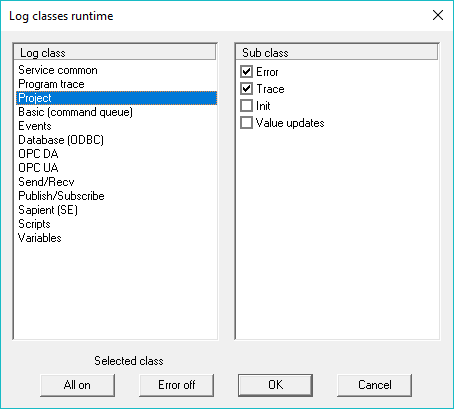 Log classes runtime
Log class
Service common
Program trace
Project
Basic (command queue)
Events
Database (ODBC)
OPC DA
OPC UA
Send/Recv
Publish/Subscribe
Sapient (SE)
Scripts
Variables
Sub class
Error
Trace
Init
Value updates
Selected class
All on
Error off
OK
Cancel